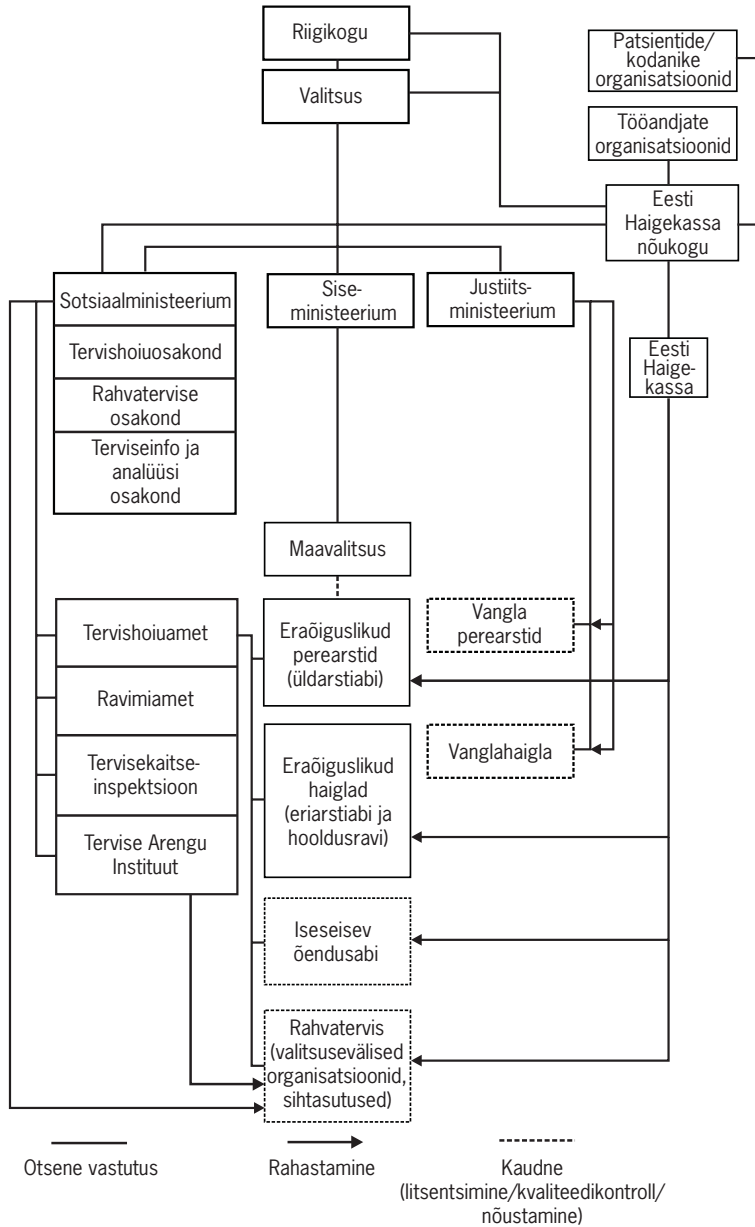 Riigikogu
Valitsus
Patsientide/
kodanike
organisatsioonid
Tööandjate
organisatsioonid
Eesti
Haigekassa
nõukogu
Sotsiaalministeerium
Tervishoiuosakond
Rahvatervise
osakond
Terviseinfo ja
analüüsi
osakond
Sise-
ministeerium
Justiits-
ministeerium
Eesti
Haige-
kassa
Maavalitsus
Tervishoiuamet
Ravimiamet
Tervisekaitse-
inspektsioon
Tervise Arengu
Instituut
Eraõiguslikud
perearstid
(üldarstiabi)
Vangla
perearstid
Eraõiguslikud
haiglad
(eriarstiabi ja
hooldusravi)
Vanglahaigla
Iseseisev
õendusabi
Rahvatervis
(valitsusevälised
organisatsioonid,
sihtasutused)
Otsene vastutus
Rahastamine
Kaudne
(litsentsimine/kvaliteedikontroll/
nõustamine)